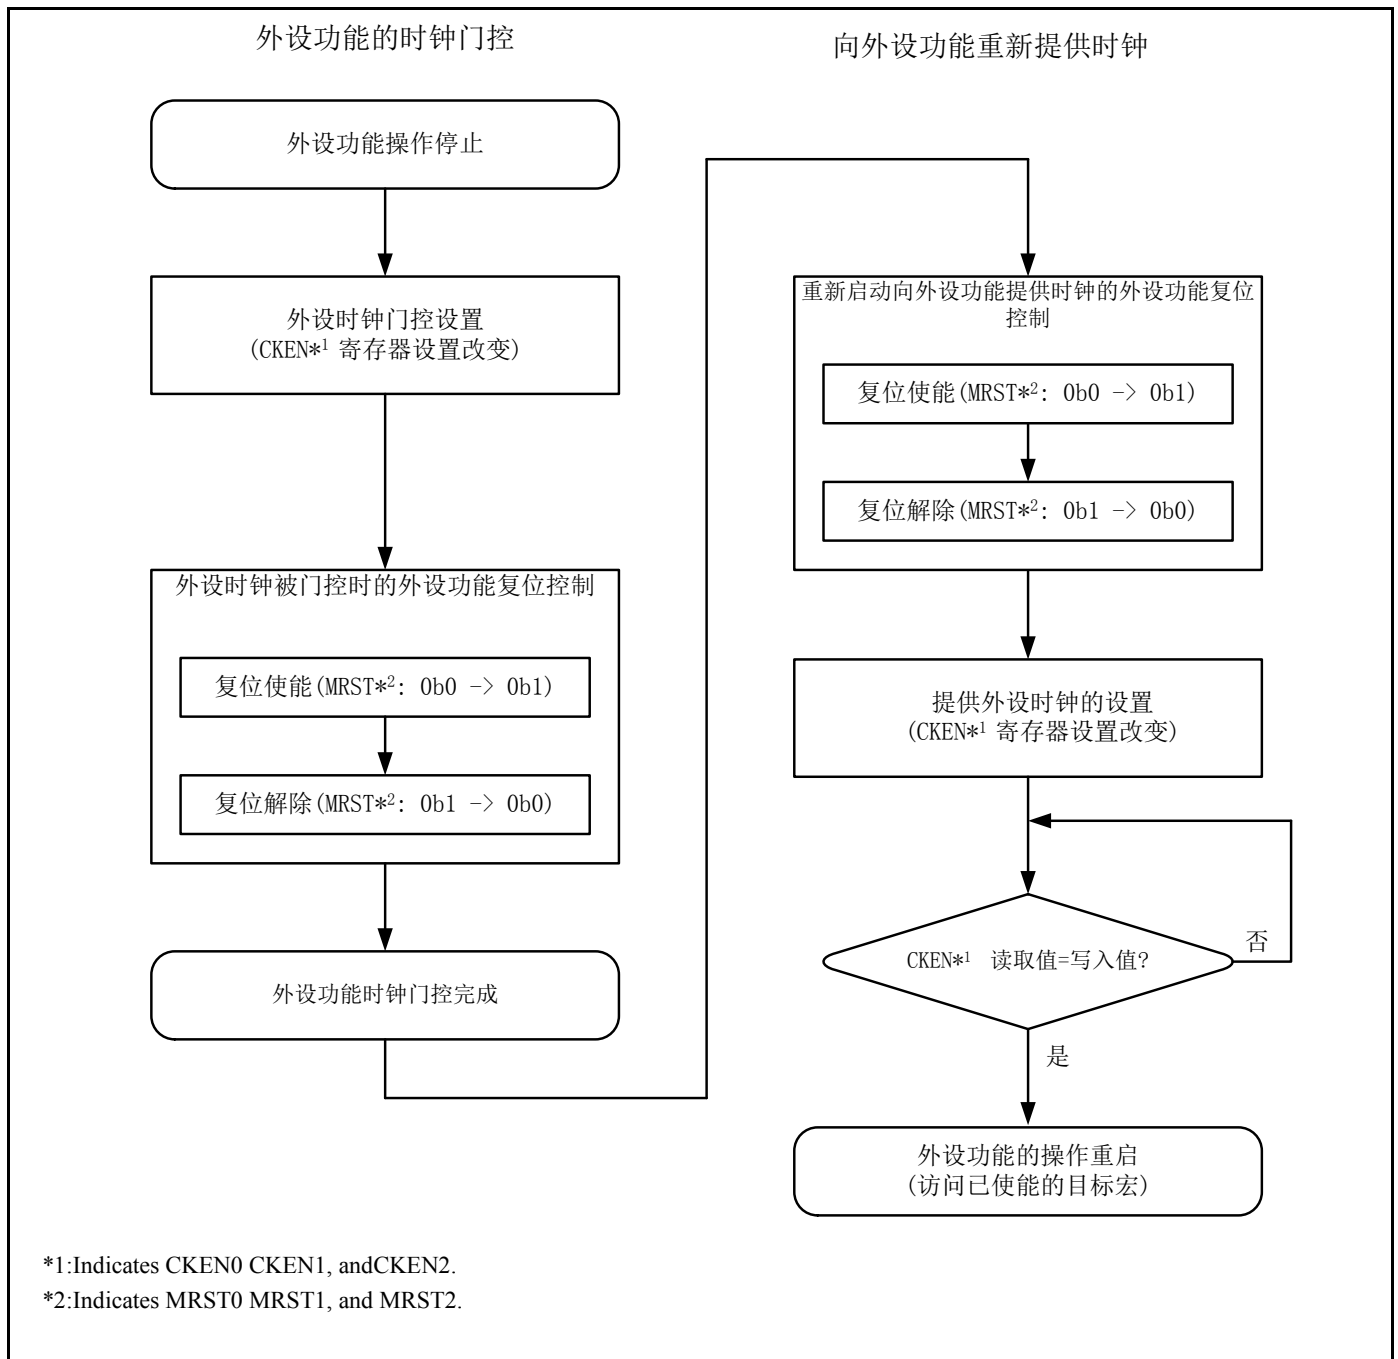 外设功能的时钟门控
外设功能操作停止
外设时钟门控设置
(CKEN*1 寄存器设置改变)
外设时钟被门控时的外设功能复位控制
复位使能(MRST*2: 0b0 -> 0b1)
复位解除(MRST*2: 0b1 -> 0b0)
外设功能时钟门控完成
向外设功能重新提供时钟
重新启动向外设功能提供时钟的外设功能复位
控制
复位使能(MRST*2: 0b0 -> 0b1)
复位解除(MRST*2: 0b1 -> 0b0)
提供外设时钟的设置
(CKEN*1 寄存器设置改变)
CKEN*1 读取值=写入值?
否
是
外设功能的操作重启
(访问已使能的目标宏)
*1:Indicates CKEN0 CKEN1, andCKEN2.
*2:Indicates MRST0 MRST1, and MRST2.